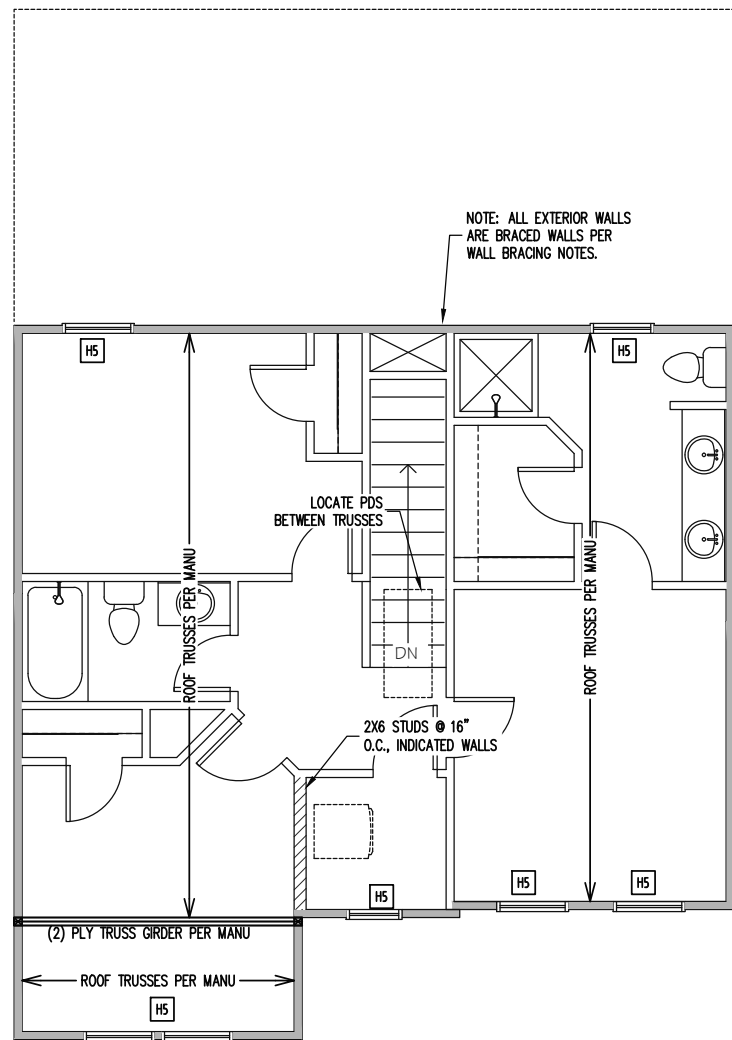 NOTE: ALL EXTERIOR WALLS
ARE BRACED WALLS PER
WALL BRACING NOTES.
H5
H5
LOCATE PDS
BETWEEN TRUSSES
ROOF TRUSSES PER MANU
ROOF TRUSSES PER MANU
DN
2X6 STUDS @ 16"
O.C., INDICATED WALLS
H5
H5
H5
(2) PLY TRUSS GIRDER PER MANU
ROOF TRUSSES PER MANU
H5